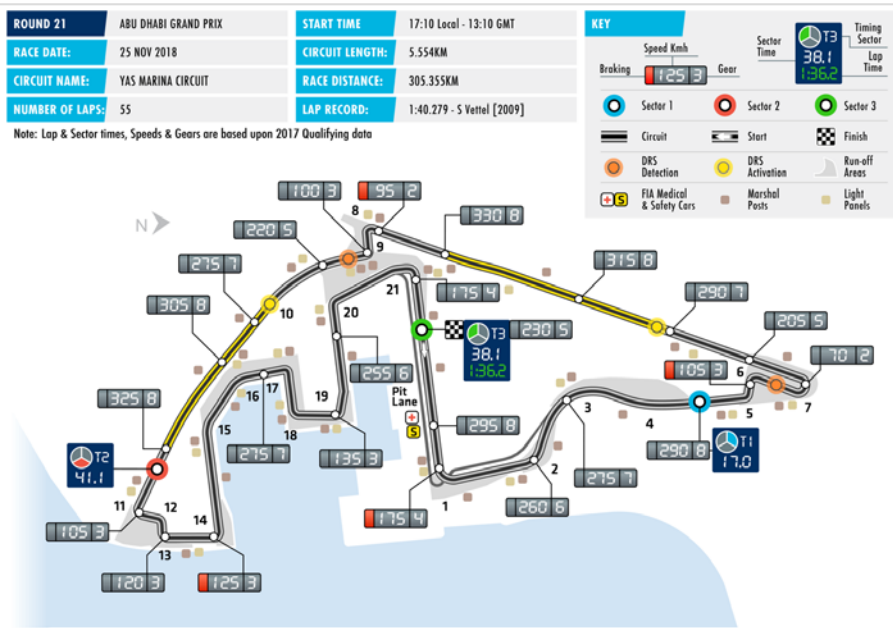 ROUND 21
ABU DHABI GRAND PRIX
START TIME
17:10 Local - 13:10 GMT
KEY
RACE DATE:
25 NOV 2018
CIRCUIT LENGTH:
5.554KM
CIRCUIT NAME:
YAS MARINA CIRCUIT
RACE DISTANCE:
305.355KM
NUMBER OF LAPS:
55
LAP RECORD:
1:40.279 - S Vettel [2009]
Note: Lap & Sector times, Speeds & Gears are based upon 2017 Qualifying data
Speed Kmh
Braking
125 3
Gear
Sector
Time
T3
38.1
1:36.2
Timing
Sector
Lap
Time
Sector 1
Sector 2
Sector 3
Circuit
Start
Finish
DRS
Detection
DRS
Activation
Run-off
Areas
S
FIA Medical
& Safety Cars
Marshal
Posts
Light
Panels
N
100 3
95 2
8
330 8
220 5
9
275 7
315 8
21
175 4
290 7
305 8
10
20
T3
38.1
1:36.2
230 5
205 5
255 6
6
105 3
70 2
325 8
17
16
19
Pit
Lane
S
3
4
5
7
15
18
295 8
T2
41.1
275 7
135 3
290 8
T1
17.0
2
275 7
11
12
14
1
260 6
105 3
13
175 4
120 3
125 3